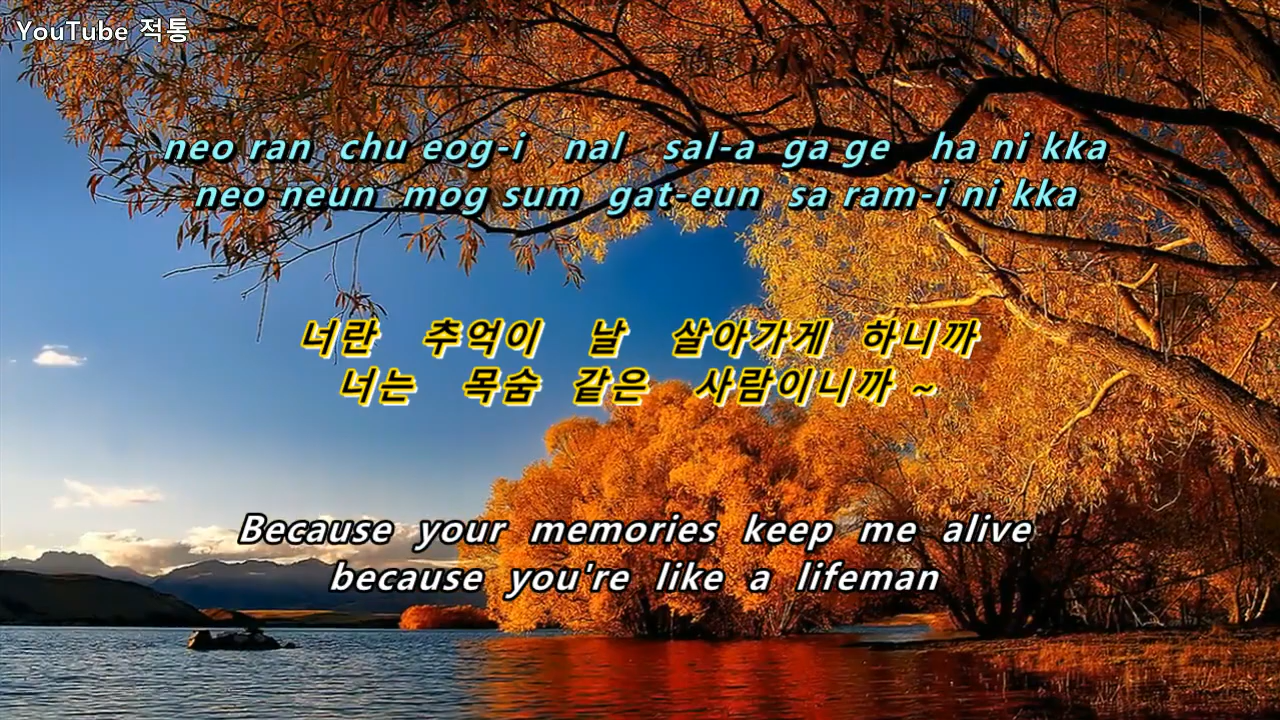 YouTube 적통
neo ran chu eog-i nal sal-a ga ge ha ni kka
neo neun mog sum gat-eun sa ram-i ni kka
너란 추억이 날 살아가게 하니까
너는 목숨 같은 사람이니까 ~
Because your memories keep me alive
because you're like a lifeman